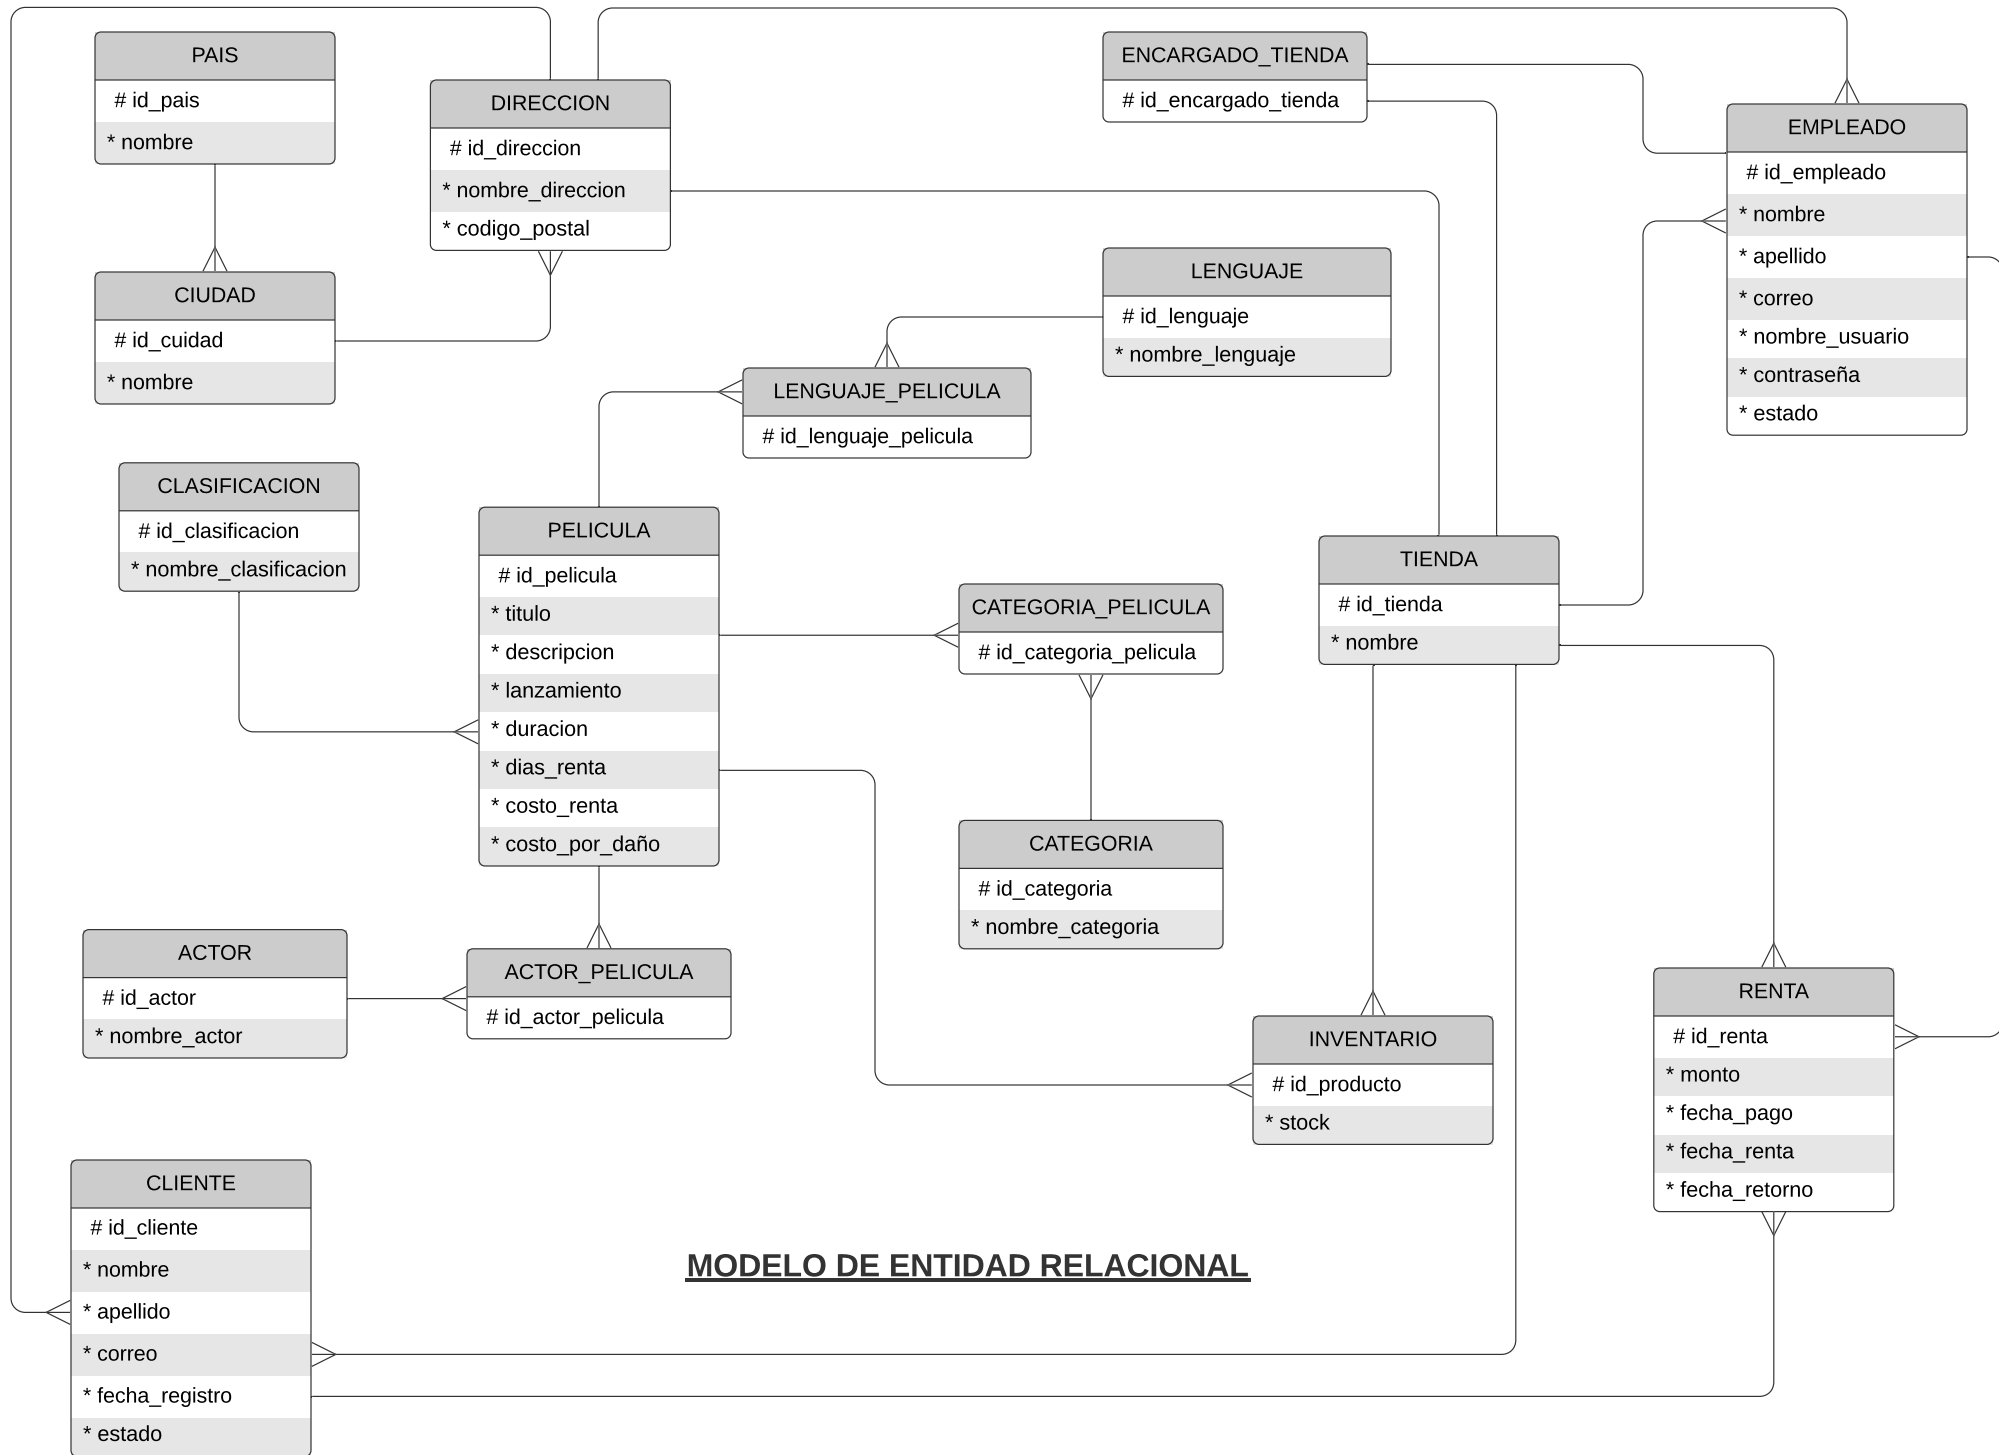 PAIS
# id_pais
* nombre
DIRECCION
# id_direccion
* nombre_direccion
* codigo_postal
ENCARGADO_TIENDA
# id_encargado_tienda
EMPLEADO
# id_empleado
* nombre
* apellido
* correo
* nombre_usuario
* contraseña
* estado
CIUDAD
# id_cuidad
* nombre
LENGUAJE
# id_lenguaje
* nombre_lenguaje
LENGUAJE_PELICULA
# id_lenguaje_pelicula
CLASIFICACION
# id_clasificacion
* nombre_clasificacion
PELICULA
# id_pelicula
* titulo
* descripcion
* lanzamiento
* duracion
* dias_renta
* costo_renta
* costo_por_daño
CATEGORIA_PELICULA
# id_categoria_pelicula
TIENDA
# id_tienda
* nombre
CATEGORIA
# id_categoria
* nombre_categoria
ACTOR
# id_actor
* nombre_actor
ACTOR_PELICULA
# id_actor_pelicula
INVENTARIO
# id_producto
* stock
RENTA
# id_renta
* monto
* fecha_pago
* fecha_renta
* fecha_retorno
CLIENTE
# id_cliente
* nombre
* apellido
* correo
* fecha_registro
* estado
MODELO DE ENTIDAD RELACIONAL